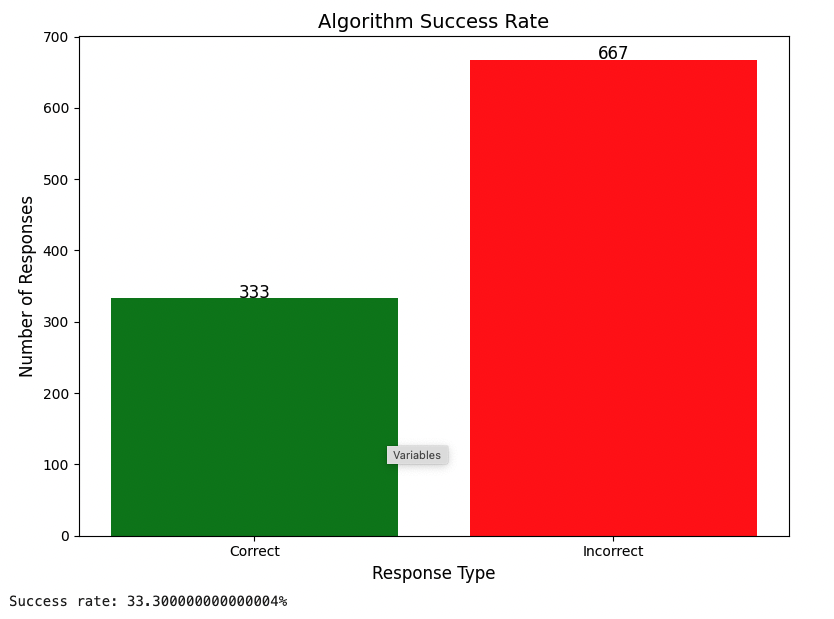 Algorithm Success Rate
700
600
500
400
300
200
100
0
Number of Responses
333
667
Variables
Correct
Incorrect
Response Type
Success rate: 33.300000000000004%